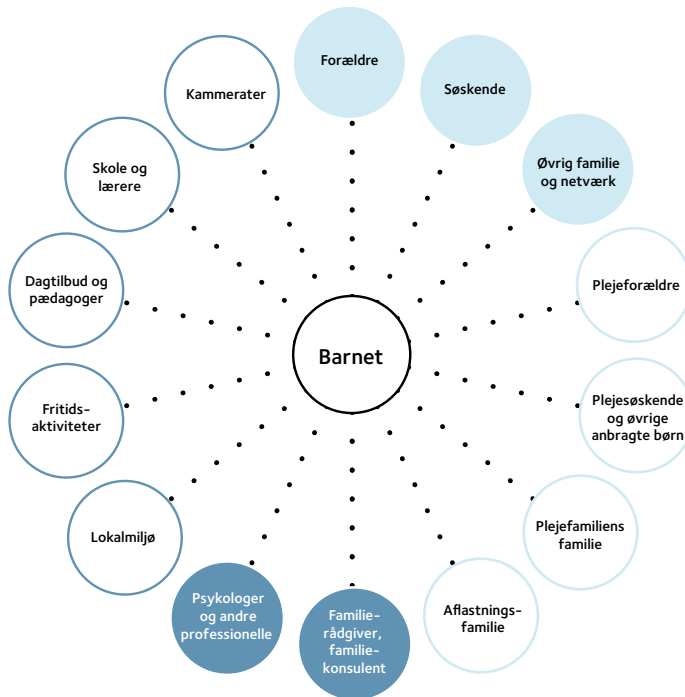 Forældre
Søskende
Øvrig familie
og netværk
Plejeforældre
Plejesøskende
og øvrige
anbragte børn
Plejefamiliens
familie
Aflastnings-
familie
Familie-
rådgiver,
familie-
konsulent
Psykologer
og andre
professionelle
Lokalmiljø
Fritids-
aktiviteter
Dagtilbud og
pædagoger
Skole og
lærere
Kammerater
Barnet